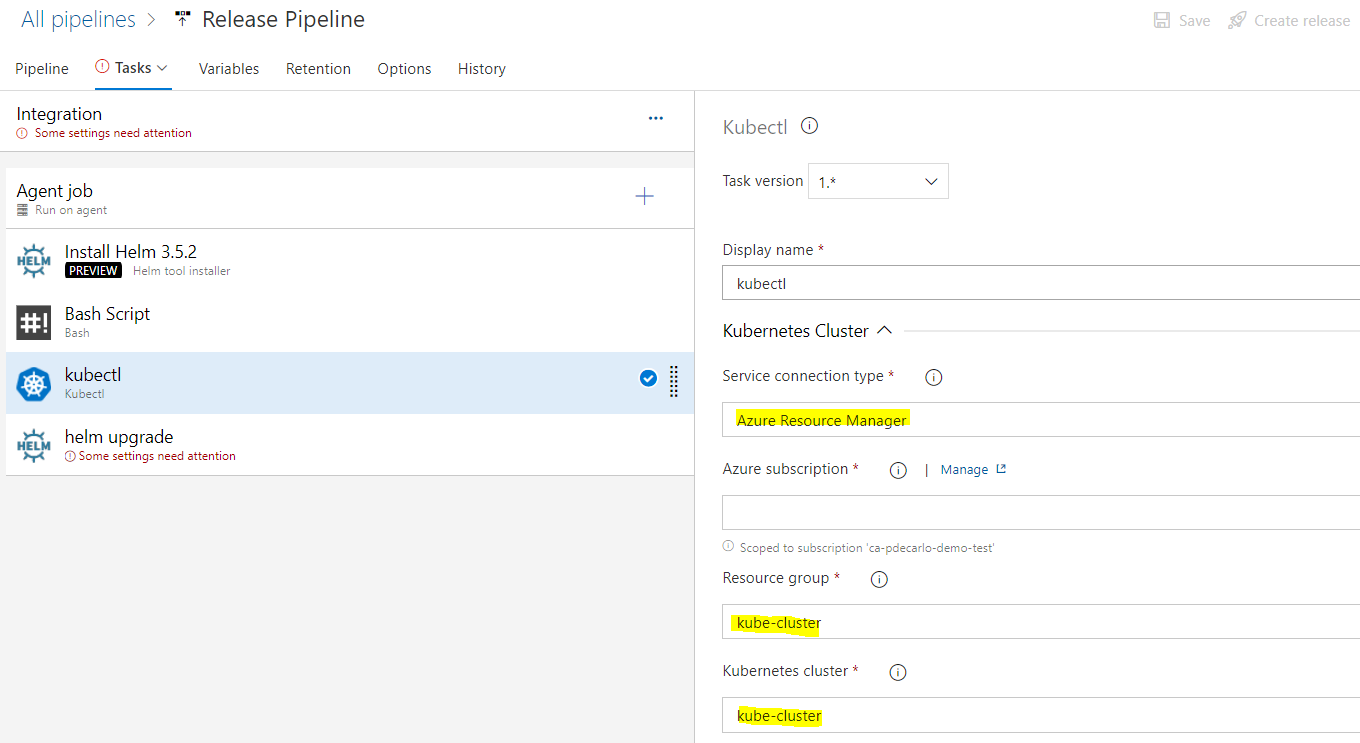 All pipelines > Release Pipeline
Save Create release
Pipeline Tasks Variables Retention Options History
Integration
Some settings need attention
...
Agent job
Run on agent
HELM
Install Helm 3.5.2
PREVIEW Helm tool installer
#!
Bash Script
Bash
kubectl
Kubectl
HELM
helm upgrade
Some settings need attention
Kubectl
Task version 1.*
Display name *
kubectl
Kubernetes Cluster
Service connection type *
Azure Resource Manager
Azure subscription * | Manage
Scoped to subscription 'ca-pdecarlo-demo-test'
Resource group *
kube-cluster
Kubernetes cluster *
kube-cluster